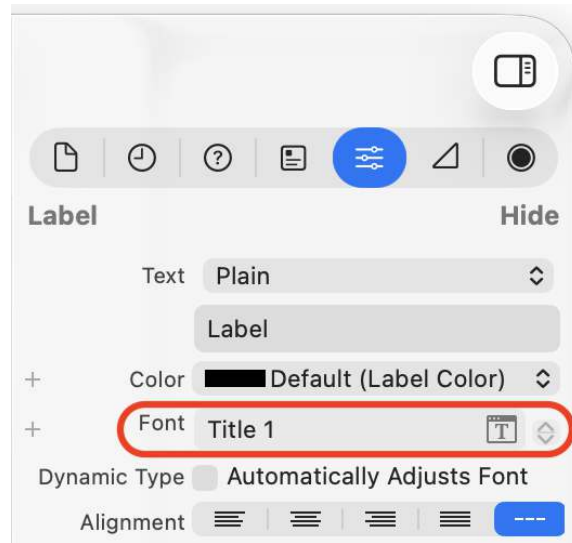 Label Hide
Text Plain
Label
Color Default (Label Color)
Font Title 1 T
Dynamic Type Automatically Adjusts Font
Alignment ---